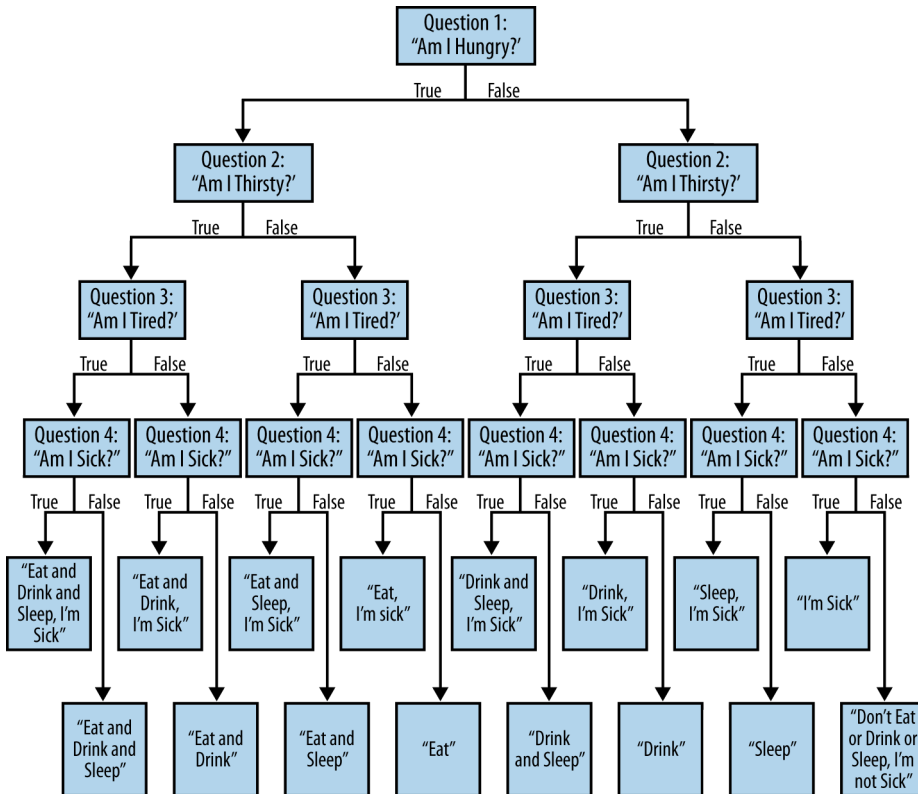 Question 1:
“Am I Hungry?’
True
False
Question 2:
“Am I Thirsty?’
Question 2:
“Am I Thirsty?’
True
False
True
False
Question 3:
“Am I Tired?’
Question 3:
“Am I Tired?’
Question 3:
“Am I Tired?’
Question 3:
“Am I Tired?’
True
False
True
False
True
False
True
False
Question 4:
“Am I Sick?”
Question 4:
“Am I Sick?”
Question 4:
“Am I Sick?”
Question 4:
“Am I Sick?”
Question 4:
“Am I Sick?”
Question 4:
“Am I Sick?”
Question 4:
“Am I Sick?”
Question 4:
“Am I Sick?”
True
False
True
False
True
False
True
False
True
False
True
False
True
False
True
False
“Eat and
Drink and
Sleep, I’m
Sick”
“Eat and
Drink,
I’m Sick”
“Eat and
Sleep,
I’m Sick”
“Eat,
I’m sick”
“Drink and
Sleep,
I’m Sick”
“Drink,
I’m Sick”
“Sleep,
I’m Sick”
“I’m Sick”
“Eat and
Drink and
Sleep”
“Eat and
Drink”
“Eat and
Sleep”
“Eat”
“Drink
and Sleep”
“Drink”
“Sleep”
“Don’t Eat
or Drink or
Sleep, I’m
not Sick”